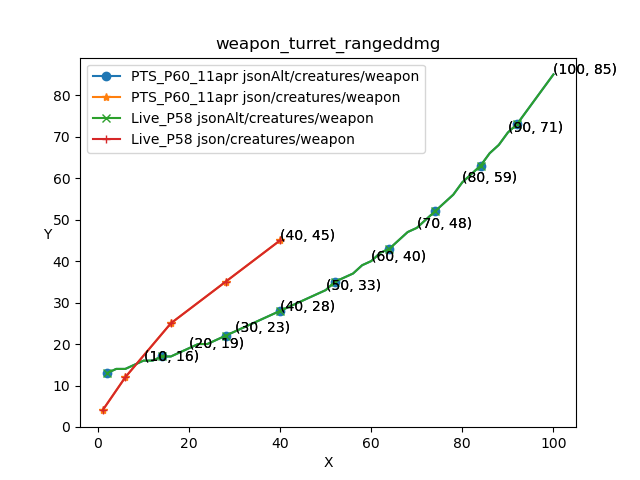 weapon_turret_rangeddmg
PTS_P60_11apr jsonAlt/creatures/weapon
PTS_P60_11apr json/creatures/weapon
Live_P58 jsonAlt/creatures/weapon
Live_P58 json/creatures/weapon
(100, 85)
(90, 71)
(80, 59)
(70, 48)
(40, 45)
(60, 40)
(50, 33)
(40, 28)
(30, 23)
(20, 19)
(10, 16)
80
70
60
50
40
30
20
10
0
Y
0 20 40 60 80 100
X